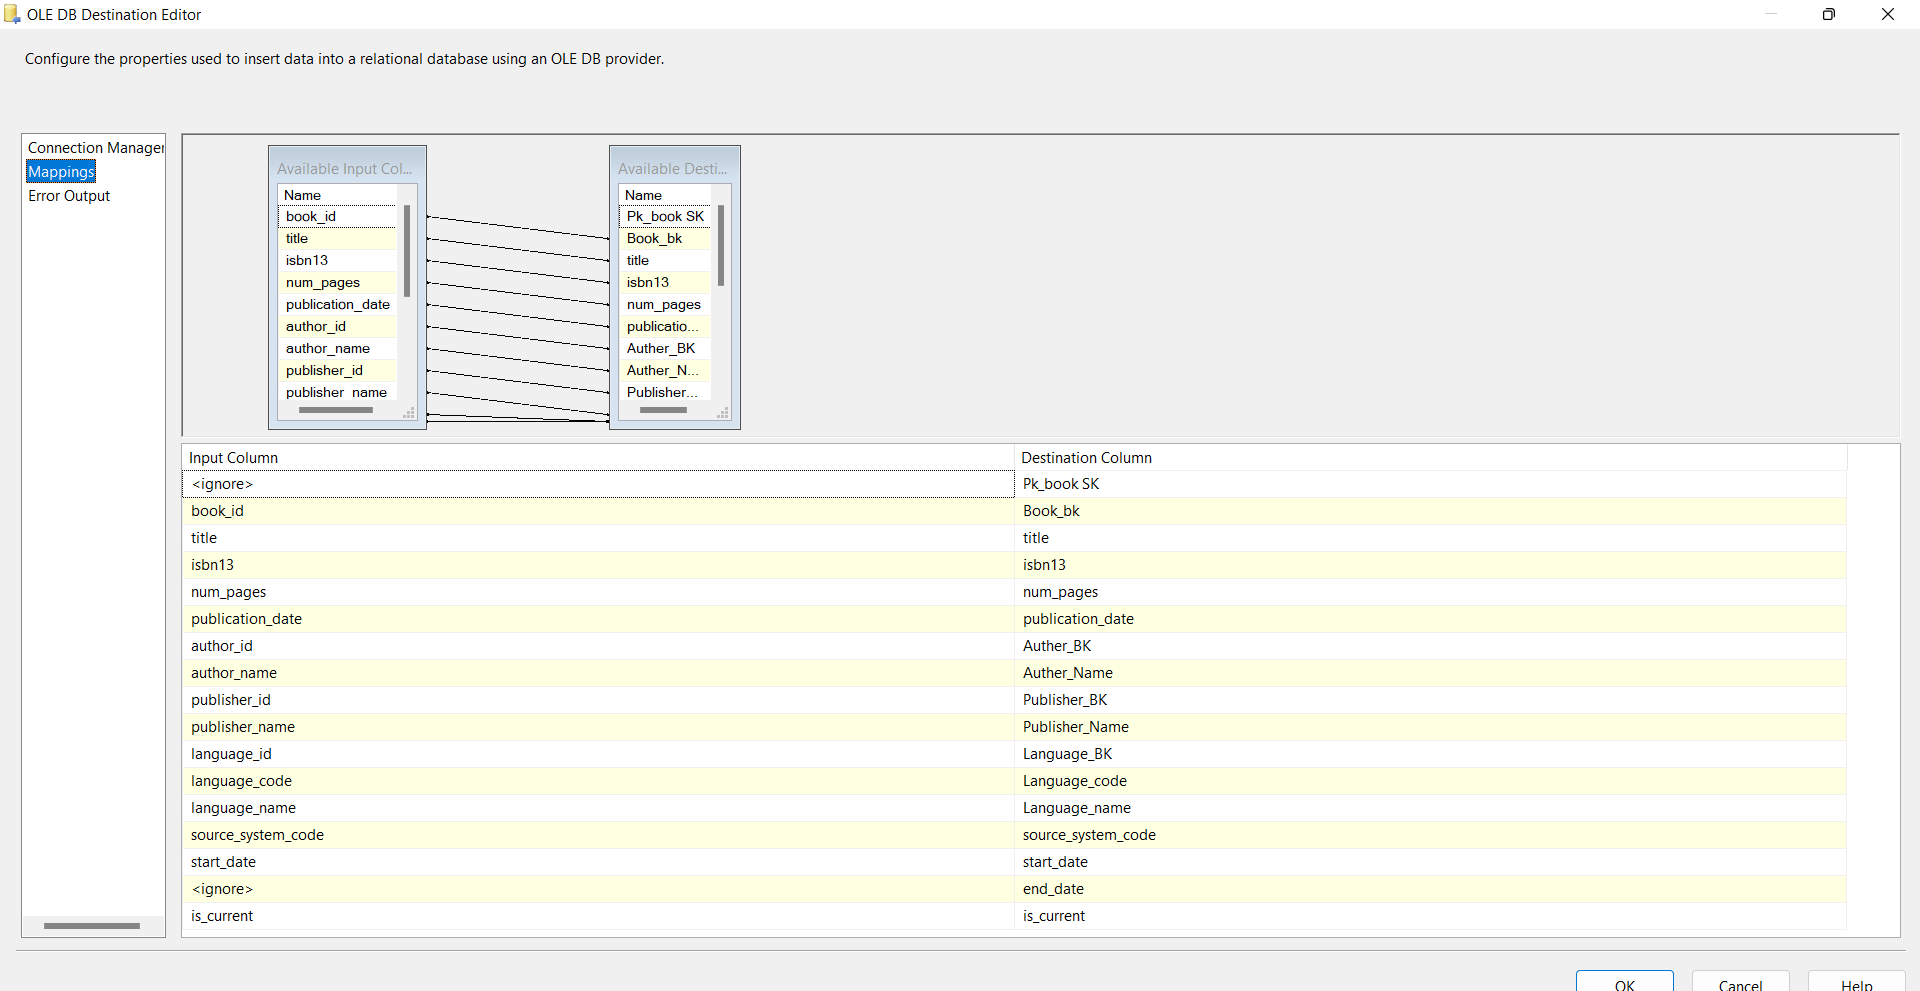 OLE DB Destination Editor
Configure the properties used to insert data into a relational database using an OLE DB provider.
Connection Manager
Mappings
Error Output
Available Input Col...
Name
book_id
title
isbn13
num_pages
publication_date
author_id
author_name
publisher_id
publisher_name
Available Desti...
Name
Pk_book SK
Book_bk
title
isbn13
num_pages
publicatio...
Auther_BK
Auther_N...
Publisher...
Input Column Destination Column
<ignore> Pk_book SK
book_id Book_bk
title title
isbn13 isbn13
num_pages num_pages
publication_date publication_date
author_id Auther_BK
author_name Auther_Name
publisher_id Publisher_BK
publisher_name Publisher_Name
language_id Language_BK
language_code Language_code
language_name Language_name
source_system_code source_system_code
start_date start_date
<ignore> end_date
is_current is_current
OK Cancel Help